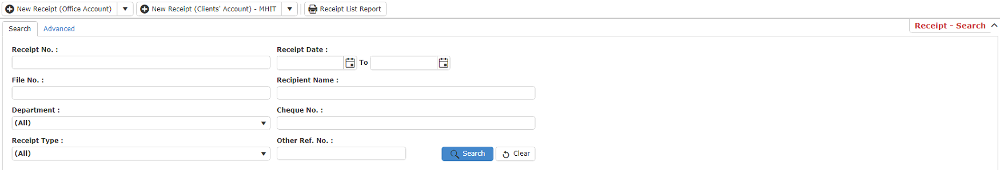 New Receipt (Office Account) New Receipt (Clients' Account) - MHIT Receipt List Report
Search Advanced Receipt - Search
Receipt No. : Receipt Date :
To
File No. : Recipient Name :
Department : Cheque No. :
(All)
Receipt Type : Other Ref. No. :
(All) Search Clear